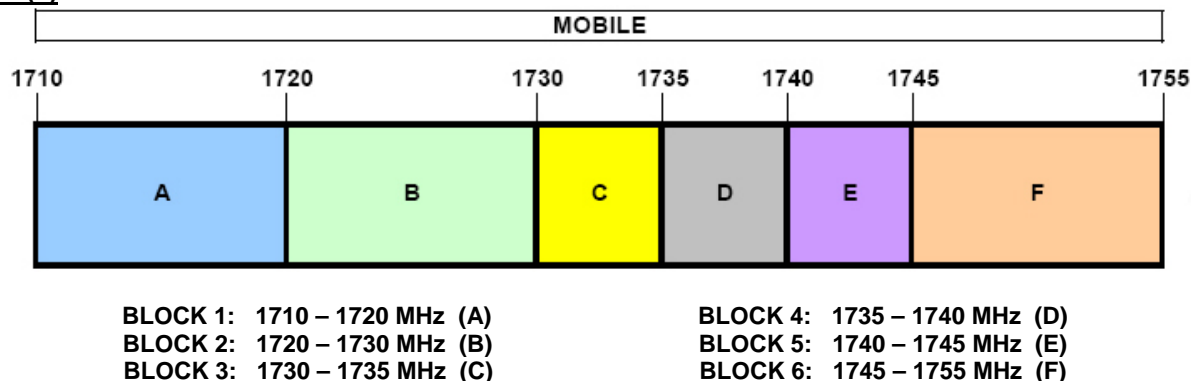 MOBILE
1710 1720 1730 1735 1740 1745 1755
A B C D E F
BLOCK 1: 1710 – 1720 MHz (A)
BLOCK 2: 1720 – 1730 MHz (B)
BLOCK 3: 1730 – 1735 MHz (C)
BLOCK 4: 1735 – 1740 MHz (D)
BLOCK 5: 1740 – 1745 MHz (E)
BLOCK 6: 1745 – 1755 MHz (F)